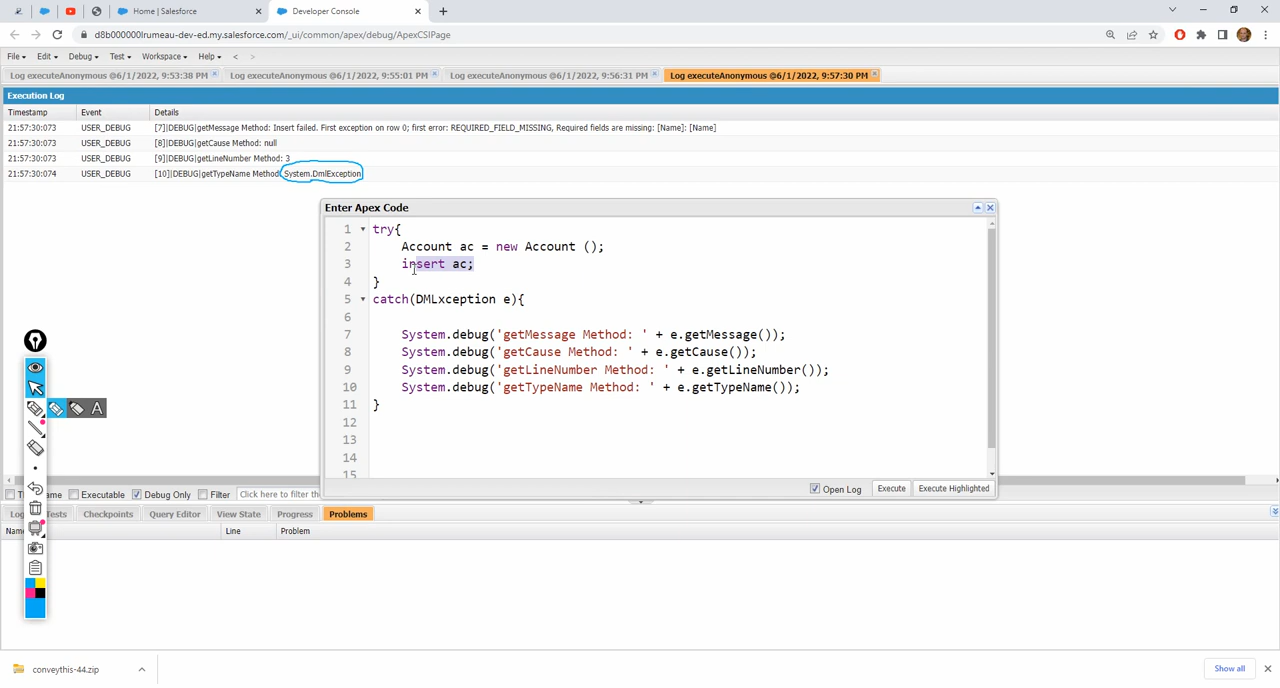 Home | Salesforce
Developer Console
d8b000000lrumeau-dev-ed.my.salesforce.com/_ui/common/apex/debug/ApexCSIPage
File Edit Debug Test Workspace Help < >
Log executeAnonymous @6/1/2022, 9:53:38 PM
Log executeAnonymous @6/1/2022, 9:55:01 PM
Log executeAnonymous @6/1/2022, 9:56:31 PM
Log executeAnonymous @6/1/2022, 9:57:30 PM
Execution Log
Timestamp Event Details
21:57:30:073 USER_DEBUG [7]|DEBUG|getMessage Method: Insert failed. First exception on row 0; first error: REQUIRED_FIELD_MISSING, Required fields are missing: [Name]: [Name]
21:57:30:073 USER_DEBUG [8]|DEBUG|getCause Method: null
21:57:30:073 USER_DEBUG [9]|DEBUG|getLineNumber Method: 3
21:57:30:074 USER_DEBUG [10]|DEBUG|getTypeName Method: System.DmlException
Enter Apex Code
1 try{
2 Account ac = new Account ();
3 insert ac;
4 }
5 catch(DMLxception e){
6
7 System.debug('getMessage Method: ' + e.getMessage());
8 System.debug('getCause Method: ' + e.getCause());
9 System.debug('getLineNumber Method: ' + e.getLineNumber());
10 System.debug('getTypeName Method: ' + e.getTypeName());
11 }
12
13
14
15
Open Log Execute Execute Highlighted
Executable Debug Only Filter Click here to filter the
A
Tests Checkpoints Query Editor View State Progress Problems
Line Problem
conveythis-44.zip
Show all